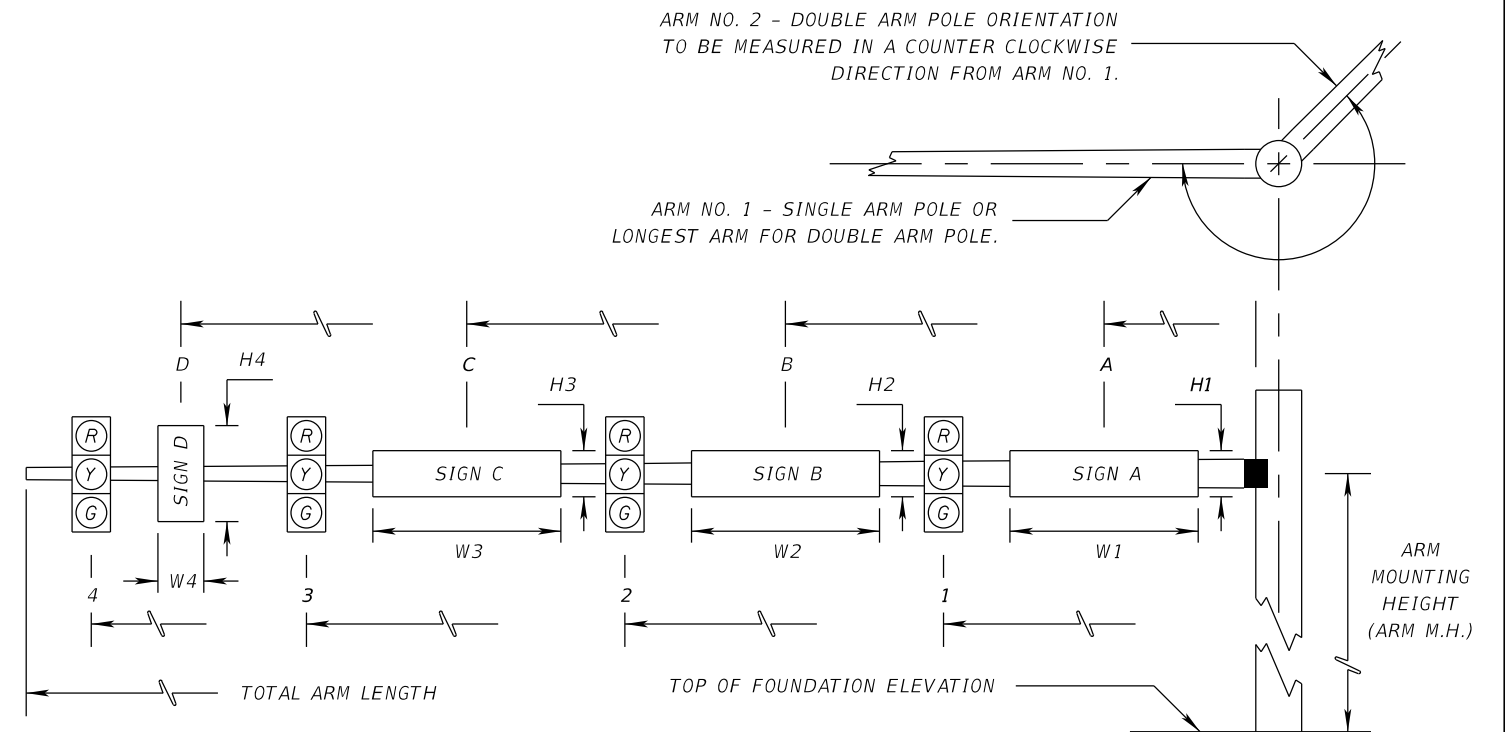 ARM NO. 2 - DOUBLE ARM POLE ORIENTATION
TO BE MEASURED IN A COUNTER CLOCKWISE
DIRECTION FROM ARM NO. 1.
ARM NO. 1 - SINGLE ARM POLE OR
LONGEST ARM FOR DOUBLE ARM POLE.
D
H4
C
H3
B
H2
A
H1
R
Y
G
SIGN D
R
Y
G
SIGN C
R
Y
G
SIGN B
R
Y
G
SIGN A
W4
W3
W2
W1
4
3
2
1
ARM
MOUNTING
HEIGHT
(ARM M.H.)
TOTAL ARM LENGTH
TOP OF FOUNDATION ELEVATION